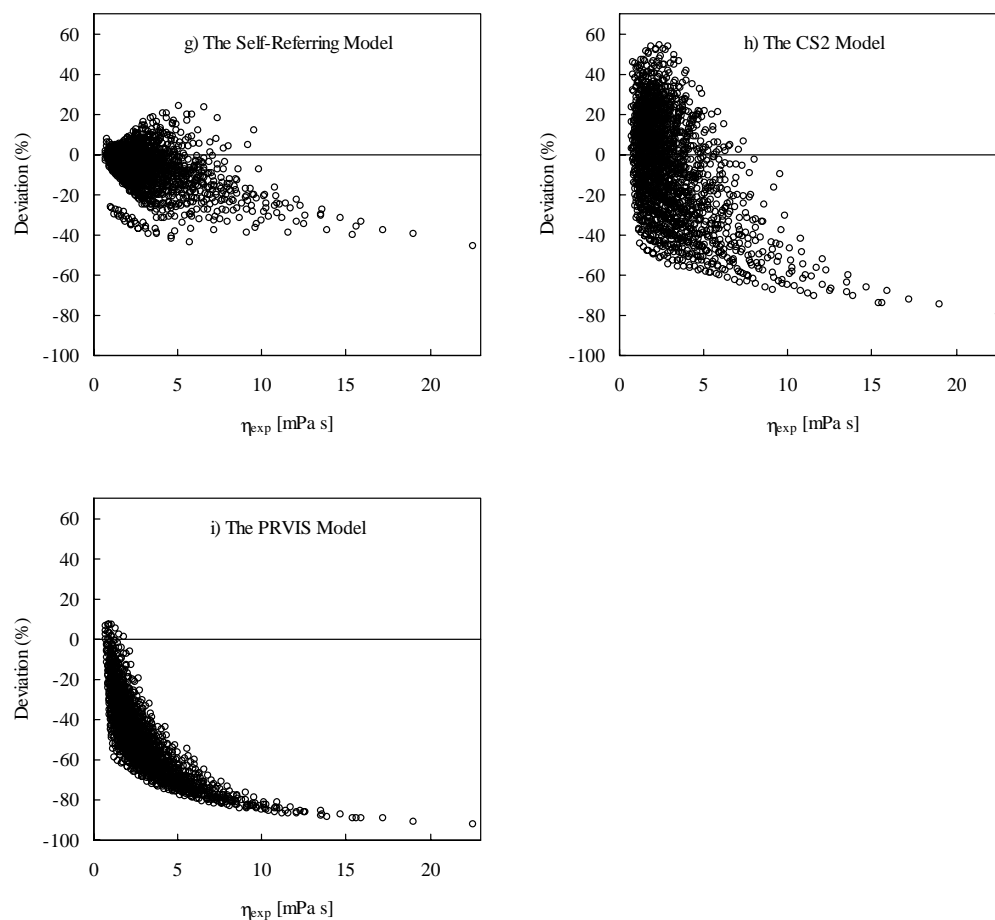 g) The Self-Referring Model
60
40
20
0
-20
-40
-60
-80
-100
Deviation (%)
0 5 10 15 20
ηexp [mPa s]
h) The CS2 Model
60
40
20
0
-20
-40
-60
-80
-100
Deviation (%)
0 5 10 15 20
ηexp [mPa s]
i) The PRVIS Model
60
40
20
0
-20
-40
-60
-80
-100
Deviation (%)
0 5 10 15 20
ηexp [mPa s]